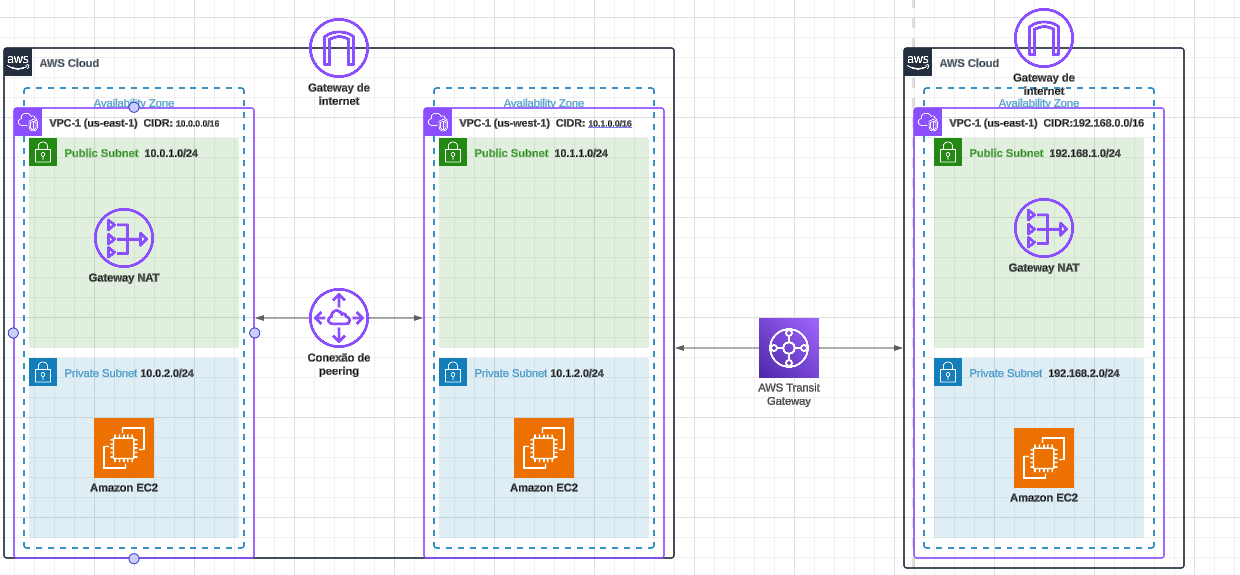 aws AWS Cloud
Gateway de
internet
Availability Zone
VPC-1 (us-east-1) CIDR: 10.0.0.0/16
Public Subnet 10.0.1.0/24
Gateway NAT
Private Subnet 10.0.2.0/24
Amazon EC2
Conexão de
peering
Availability Zone
VPC-1 (us-west-1) CIDR: 10.1.0.0/16
Public Subnet 10.1.1.0/24
Private Subnet 10.1.2.0/24
Amazon EC2
AWS Transit
Gateway
aws AWS Cloud
Gateway de
internet
Availability Zone
VPC-1 (us-east-1) CIDR:192.168.0.0/16
Public Subnet 192.168.1.0/24
Gateway NAT
Private Subnet 192.168.2.0/24
Amazon EC2